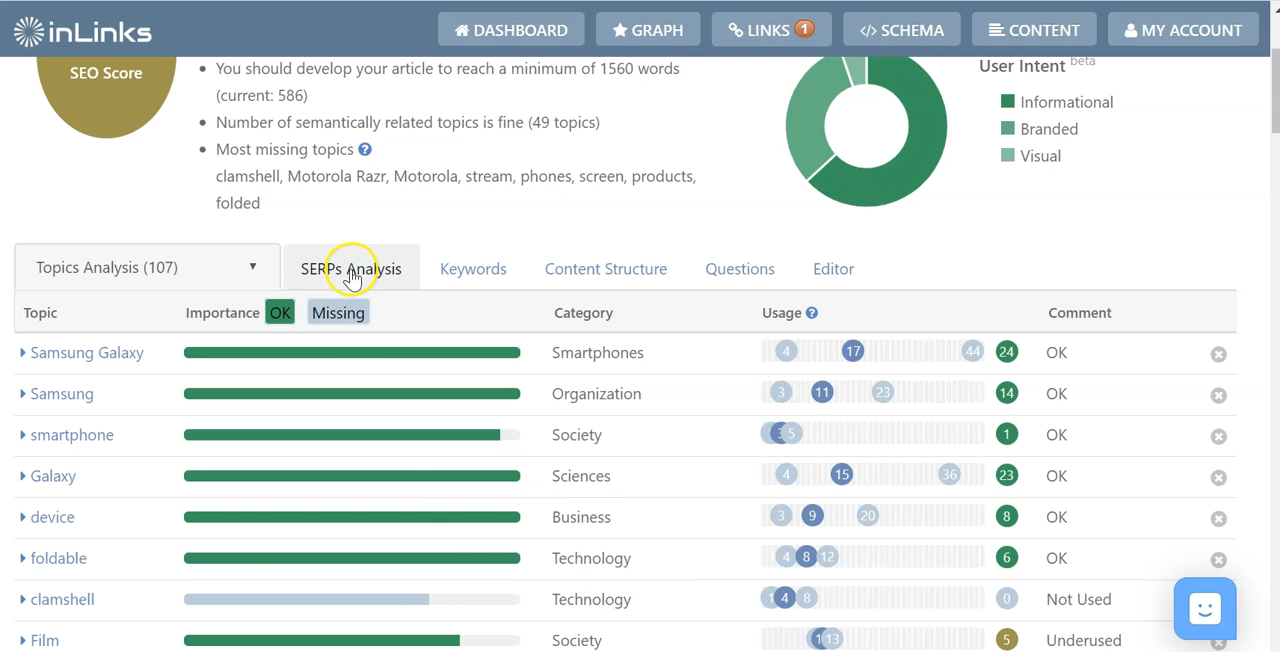 inLinks
DASHBOARD
GRAPH
LINKS 1
SCHEMA
CONTENT
MY ACCOUNT
SEO Score
• You should develop your article to reach a minimum of 1560 words
(current: 586)
• Number of semantically related topics is fine (49 topics)
• Most missing topics ?
clamshell, Motorola Razr, Motorola, stream, phones, screen, products,
folded
User Intent beta
Informational
Branded
Visual
Topics Analysis (107) ▼
SERPs Analysis
Keywords
Content Structure
Questions
Editor
Topic Importance OK Missing Category Usage ? Comment
Samsung Galaxy Smartphones 4 17 44 24 OK
Samsung Organization 3 11 23 14 OK
smartphone Society 5 1 OK
Galaxy Sciences 4 15 36 23 OK
device Business 3 9 20 8 OK
foldable Technology 4 8 12 6 OK
clamshell Technology 1 4 8 0 Not Used
Film Society 13 5 Underused